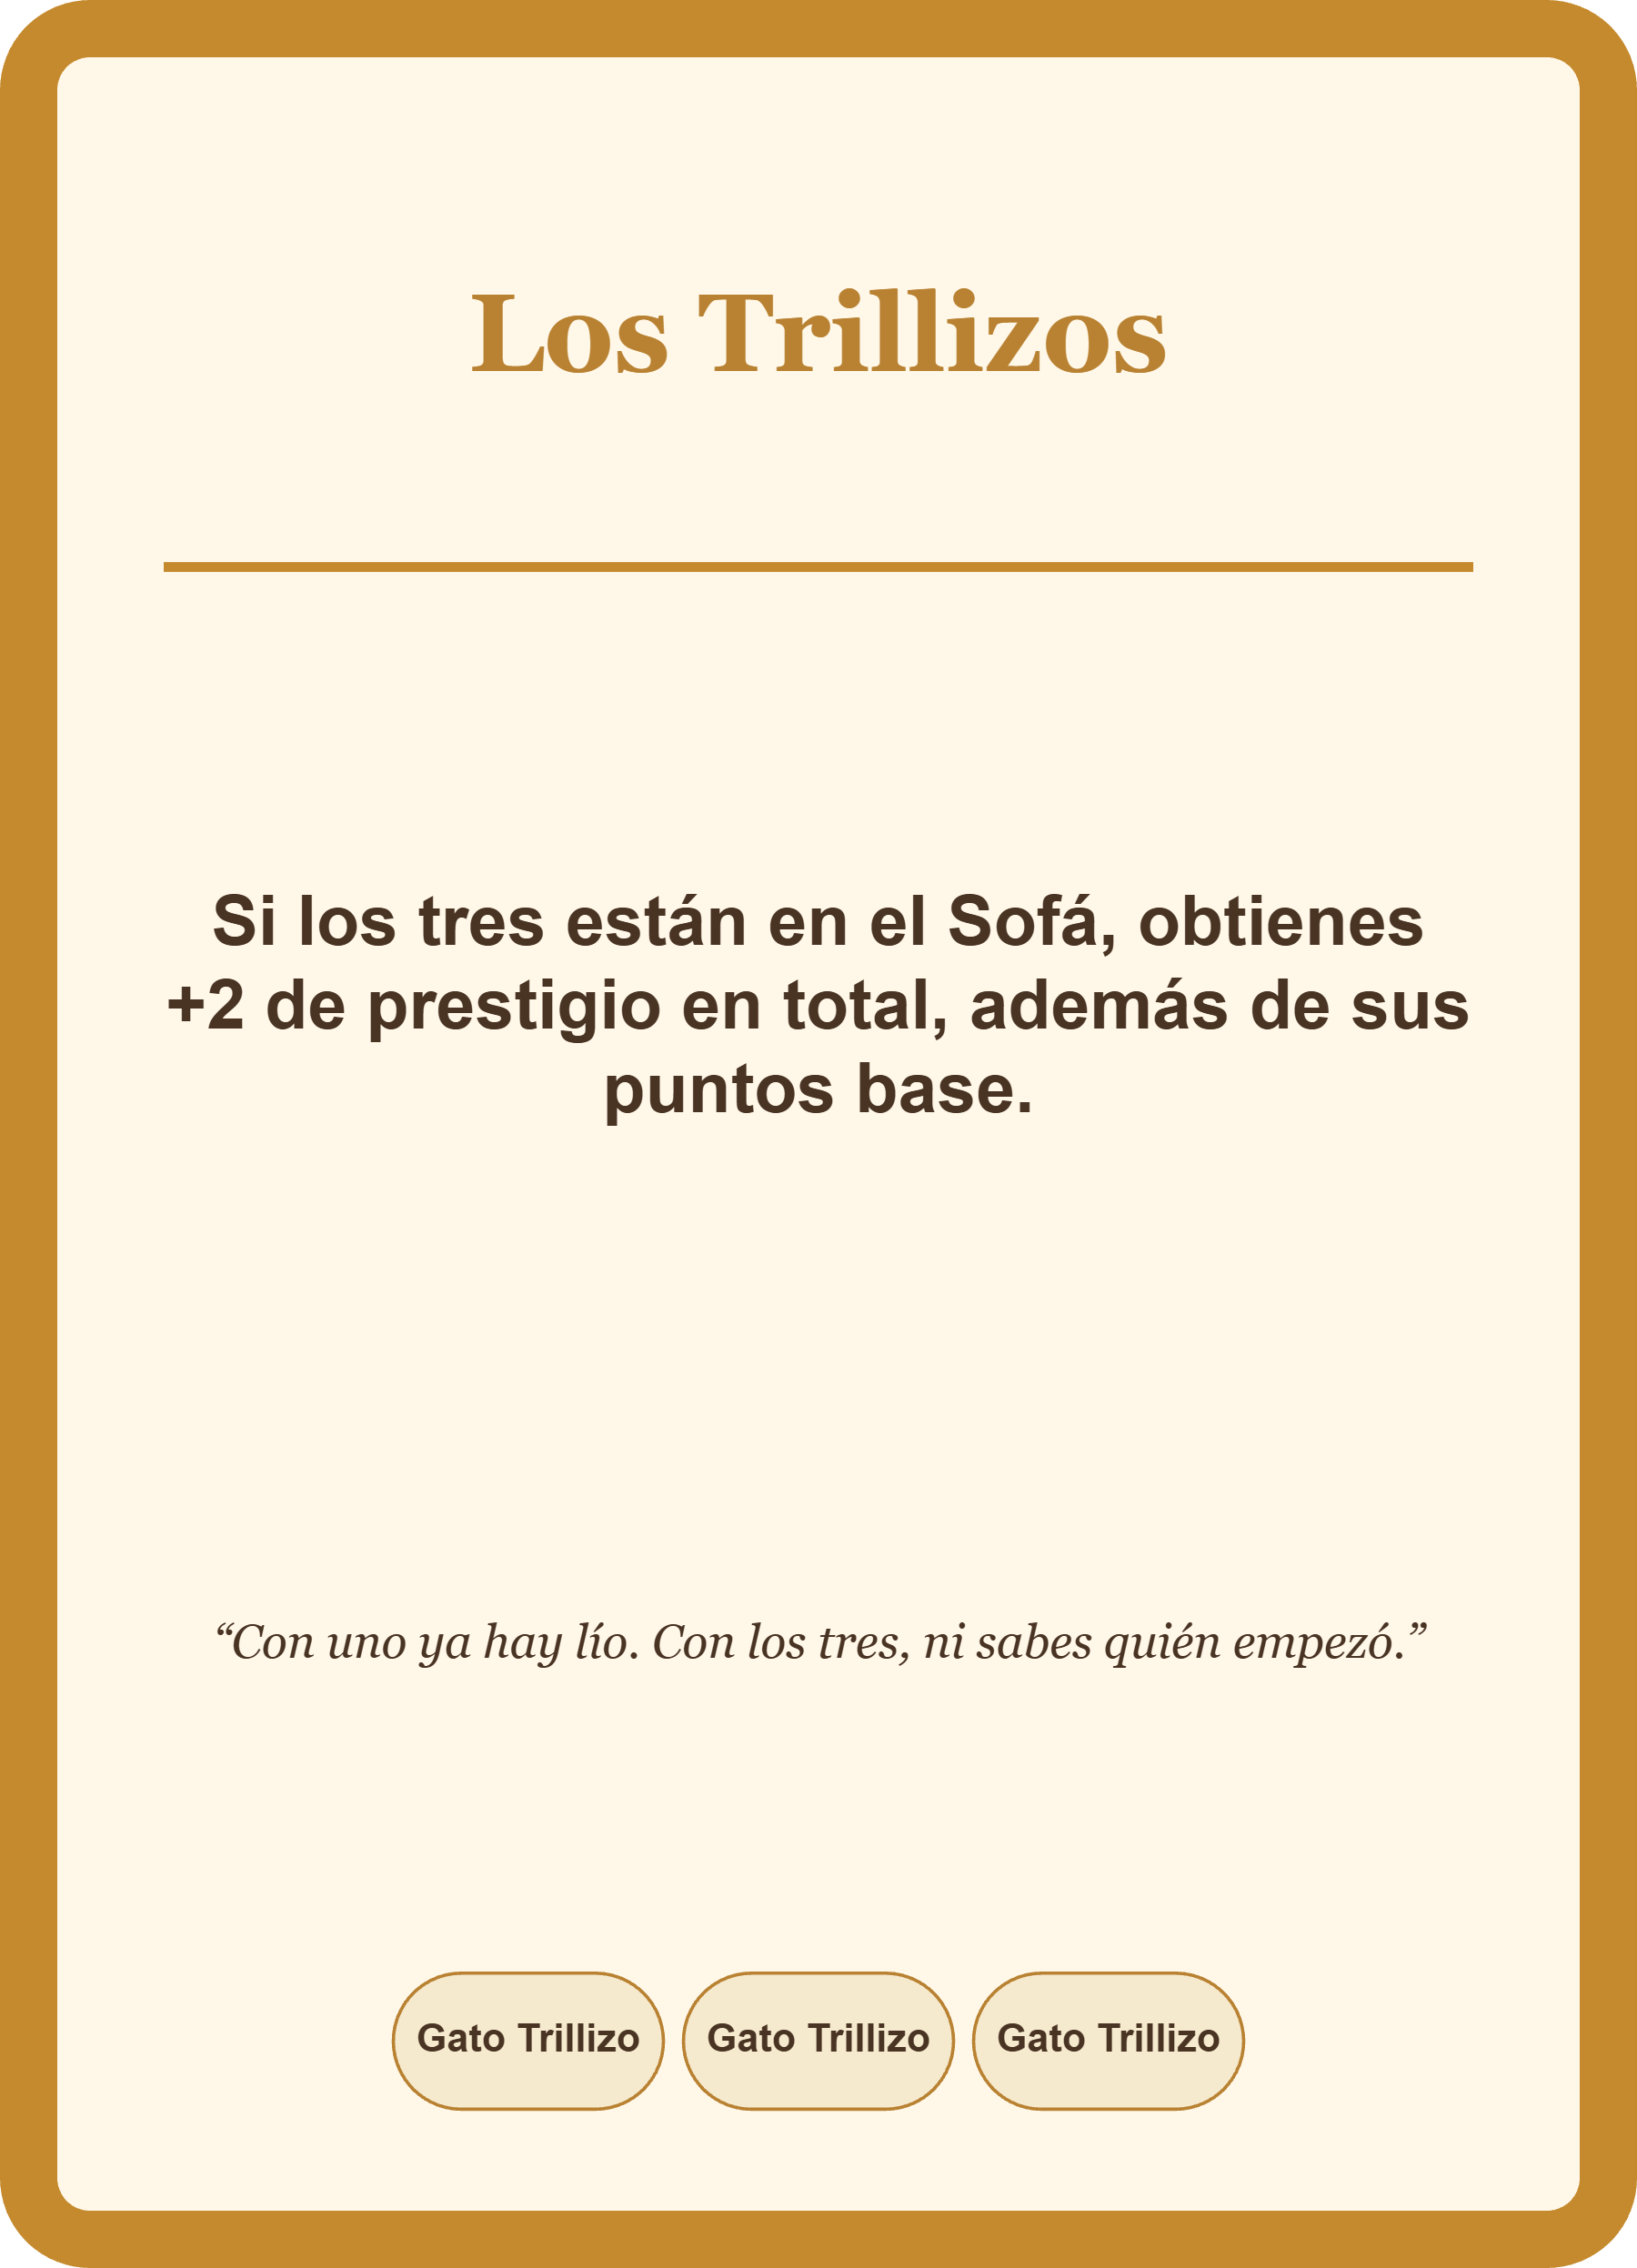 Los Trillizos
Si los tres están en el Sofá, obtienes
+2 de prestigio en total, además de sus
puntos base.
“Con uno ya hay lío. Con los tres, ni sabes quién empezó.”
Gato Trillizo Gato Trillizo Gato Trillizo